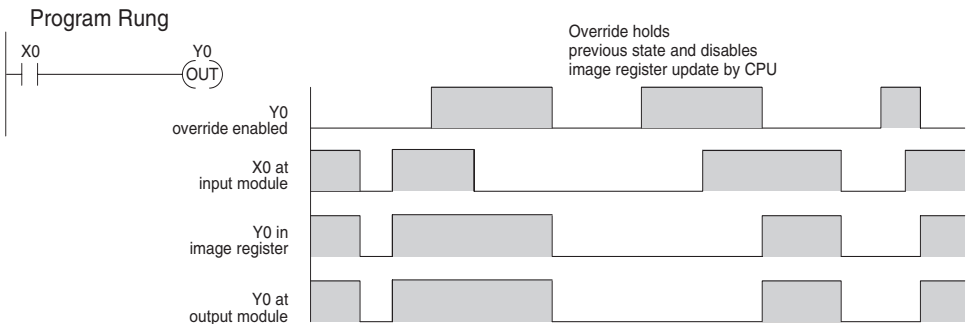 Program Rung
X0
Y0
OUT
Override holds
previous state and disables
image register update by CPU
Y0
override enabled
X0 at
input module
Y0 in
image register
Y0 at
output module